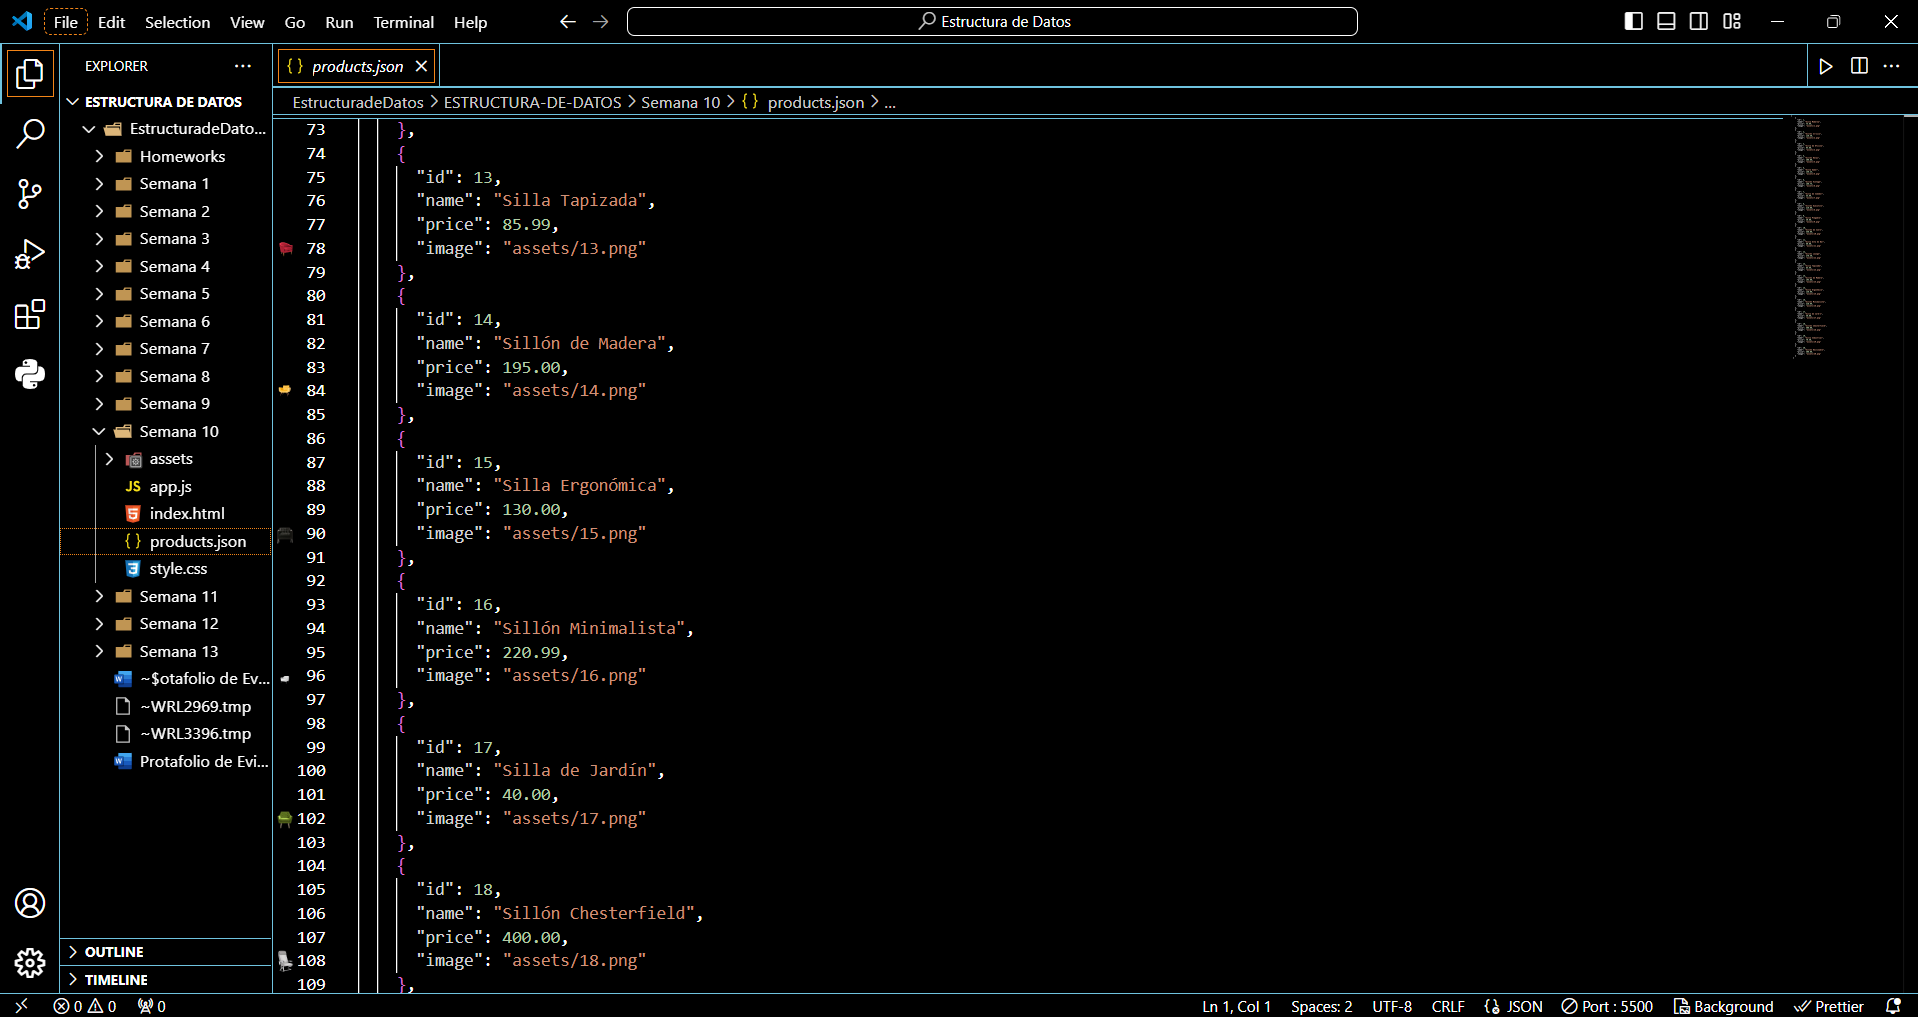 File Edit Selection View Go Run Terminal Help
Estructura de Datos
EXPLORER
ESTRUCTURA DE DATOS
EstructuradeDato...
Homeworks
Semana 1
Semana 2
Semana 3
Semana 4
Semana 5
Semana 6
Semana 7
Semana 8
Semana 9
Semana 10
assets
JS app.js
index.html
{} products.json
style.css
Semana 11
Semana 12
Semana 13
~$otafolio de Ev...
~WRL2969.tmp
~WRL3396.tmp
Protafolio de Evi...
OUTLINE
TIMELINE
{} products.json
EstructuradeDatos > ESTRUCTURA-DE-DATOS > Semana 10 > {} products.json > ...
73 },
74 {
75 "id": 13,
76 "name": "Silla Tapizada",
77 "price": 85.99,
78 "image": "assets/13.png"
79 },
80 {
81 "id": 14,
82 "name": "Sillón de Madera",
83 "price": 195.00,
84 "image": "assets/14.png"
85 },
86 {
87 "id": 15,
88 "name": "Silla Ergonómica",
89 "price": 130.00,
90 "image": "assets/15.png"
91 },
92 {
93 "id": 16,
94 "name": "Sillón Minimalista",
95 "price": 220.99,
96 "image": "assets/16.png"
97 },
98 {
99 "id": 17,
100 "name": "Silla de Jardín",
101 "price": 40.00,
102 "image": "assets/17.png"
103 },
104 {
105 "id": 18,
106 "name": "Sillón Chesterfield",
107 "price": 400.00,
108 "image": "assets/18.png"
109 },
0 0 0 Ln 1, Col 1 Spaces: 2 UTF-8 CRLF {} JSON Port : 5500 Background Prettier